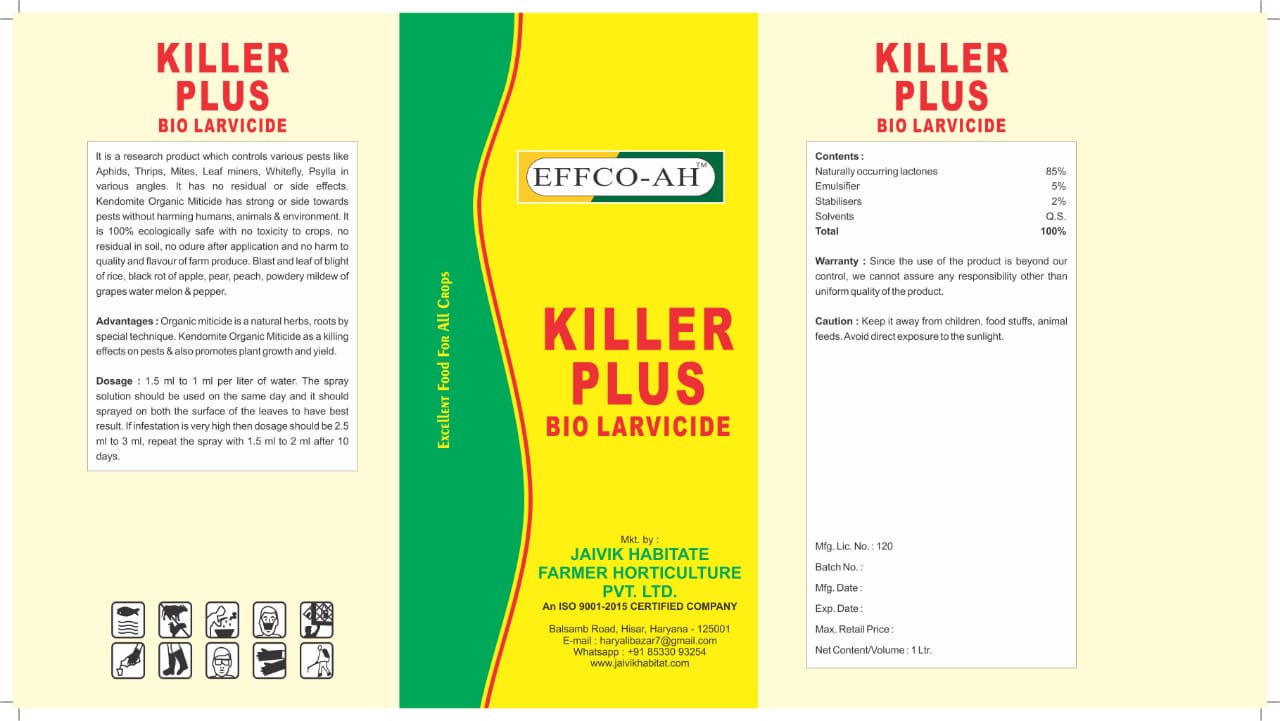 KILLER
PLUS
BIO LARVICIDE
It is a research product which controls various pests like
Aphids, Thrips, Mites, Leaf miners, Whitefly, Psylla in
various angles. It has no residual or side effects.
Kendomite Organic Miticide has strong or side towards
pests without harming humans, animals & environment. It
is 100% ecologically safe with no toxicity to crops, no
residual in soil, no odure after application and no harm to
quality and flavour of farm produce. Blast and leaf of blight
of rice, black rot of apple, pear, peach, powdery mildew of
grapes water melon & pepper.
Advantages : Organic miticide is a natural herbs, roots by
special technique. Kendomite Organic Miticide as a killing
effects on pests & also promotes plant growth and yield.
Dosage : 1.5 ml to 1 ml per liter of water. The spray
solution should be used on the same day and it should
sprayed on both the surface of the leaves to have best
result. If infestation is very high then dosage should be 2.5
ml to 3 ml, repeat the spray with 1.5 ml to 2 ml after 10
days.
Excellent Food For All Crops
EFFCO-AH™
KILLER
PLUS
BIO LARVICIDE
Mkt. by :
JAIVIK HABITATE
FARMER HORTICULTURE
PVT. LTD.
An ISO 9001-2015 CERTIFIED COMPANY
Balsamb Road, Hisar, Haryana - 125001
E-mail : haryalibazar7@gmail.com
Whatsapp : +91 85330 93254
www.jaivikhabitat.com
KILLER
PLUS
BIO LARVICIDE
Contents :
Naturally occurring lactones 85%
Emulsifier 5%
Stabilisers 2%
Solvents Q.S.
Total 100%
Warranty : Since the use of the product is beyond our
control, we cannot assure any responsibility other than
uniform quality of the product.
Caution : Keep it away from children, food stuffs, animal
feeds. Avoid direct exposure to the sunlight.
Mfg. Lic. No. : 120
Batch No. :
Mfg. Date :
Exp. Date :
Max. Retail Price :
Net Content/Volume : 1 Ltr.